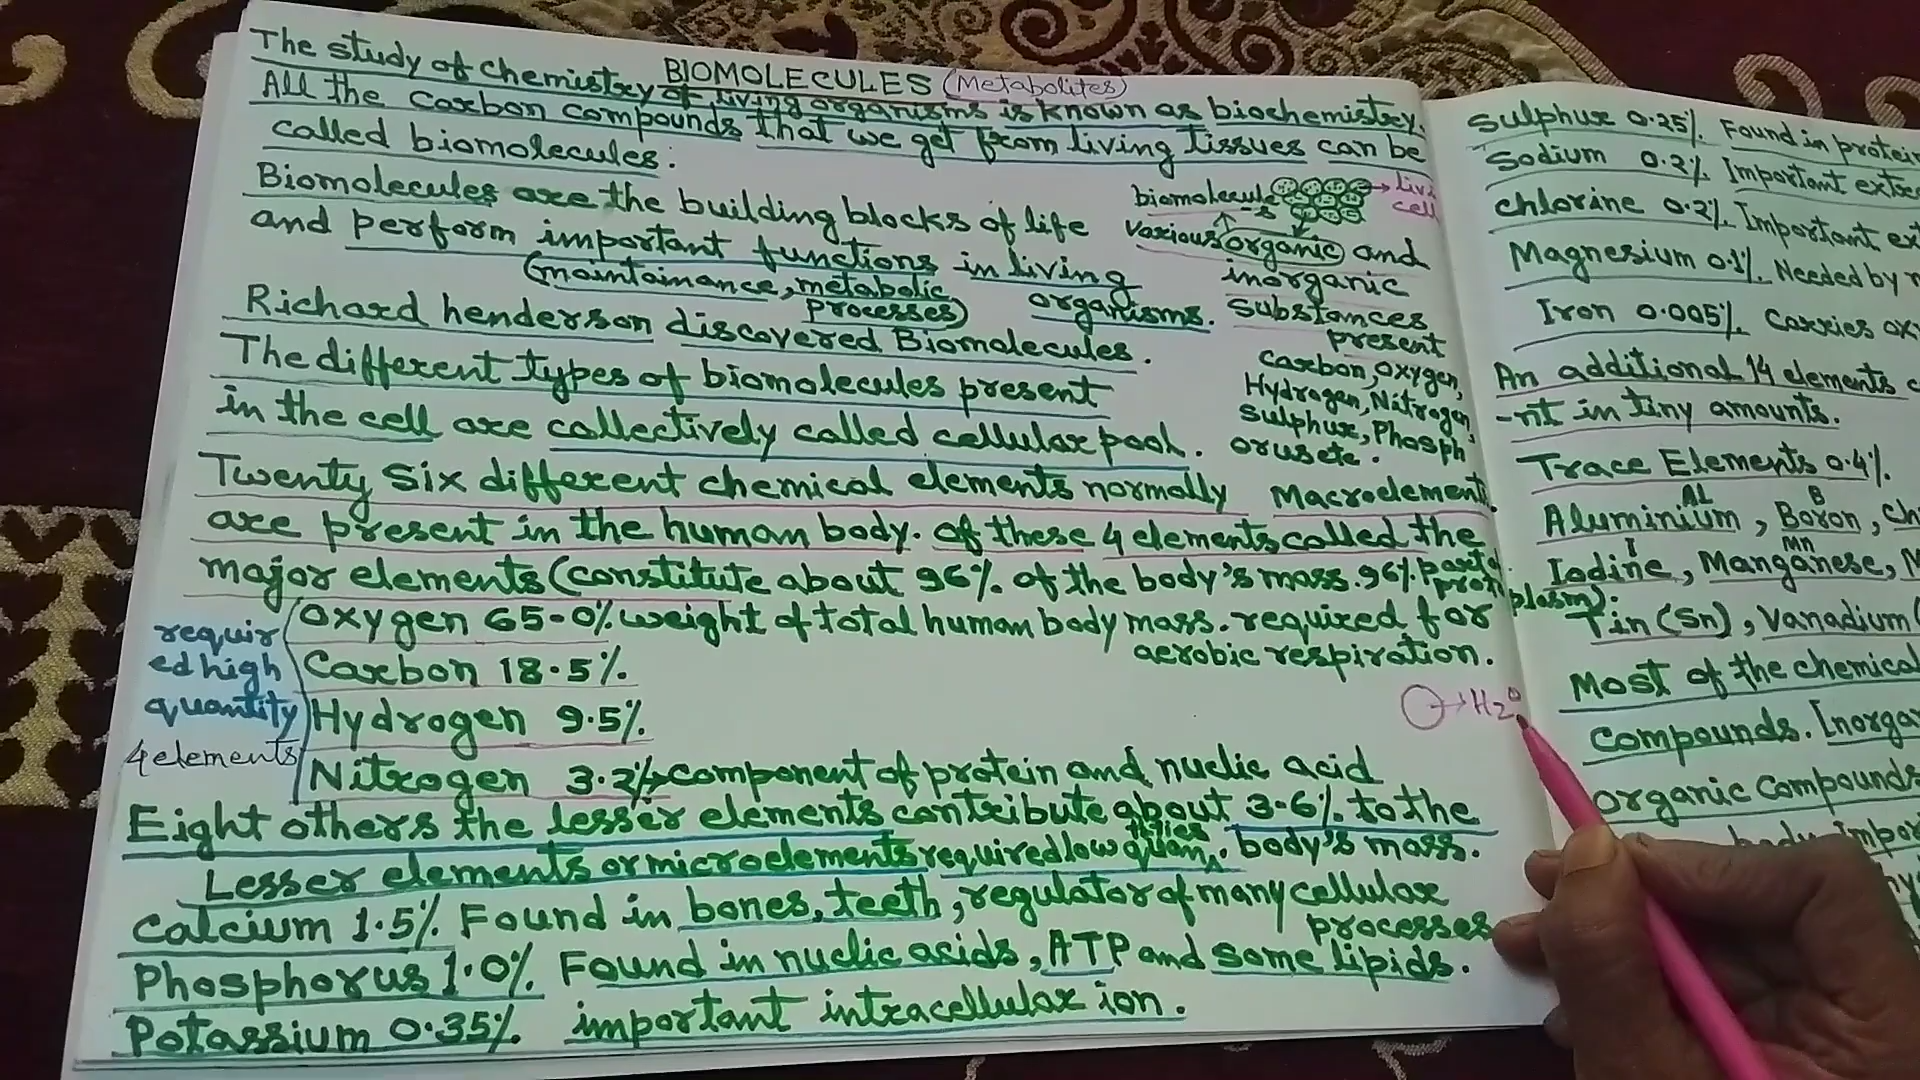 BIOMOLECULES (Metabolites)
The study of chemistry of living organisms is known as biochemistry.
All the carbon compounds that we get from living tissues can be
called biomolecules.
Biomolecules are the building blocks of life
and perform important functions in living
(maintainance, metabolic
processes) organisms.
Richard henderson discovered Biomolecules.
The different types of biomolecules present
in the cell are collectively called cellular pool.
biomolecule
-s
living
cell
various organic and
inorganic
substances
present
carbon, oxygen,
Hydrogen, Nitrogen,
Sulphur, Phosph
orus etc.
Twenty six different chemical elements normally Macroelement.
are present in the human body. of these 4 elements called the
major elements (constitute about 96% of the body's mass. 96% part of
protoplasm).
requir
ed high
quantity
4 elements
Oxygen 65.0% weight of total human body mass. required for
aerobic respiration.
Carbon 18.5%.
Hydrogen 9.5%.
Nitrogen 3.2% component of protein and nuclic acid
→ H2O
Eight others the lesser elements contribute about 3.6% to the
body's mass.
Lesser elements or microelements required low quantities.
Calcium 1.5% Found in bones, teeth, regulator of many cellular
processes
Phosphorus 1.0% Found in nuclic acids, ATP and some lipids.
Potassium 0.35% important intracellular ion.
Sulphur 0.25% Found in
Sodium 0.2% Important
chlorine 0.2% Important
Magnesium 0.1% Needed by
Iron 0.005% Carries
An additional 14 elements
-nt in tiny amounts.
Trace Elements 0.4%.
AL B
Aluminium, Boron,
I Mn
Iodine, Manganese,
Tin (Sn), Vanadium
Most of the chemical
Compounds.
organic compounds
body